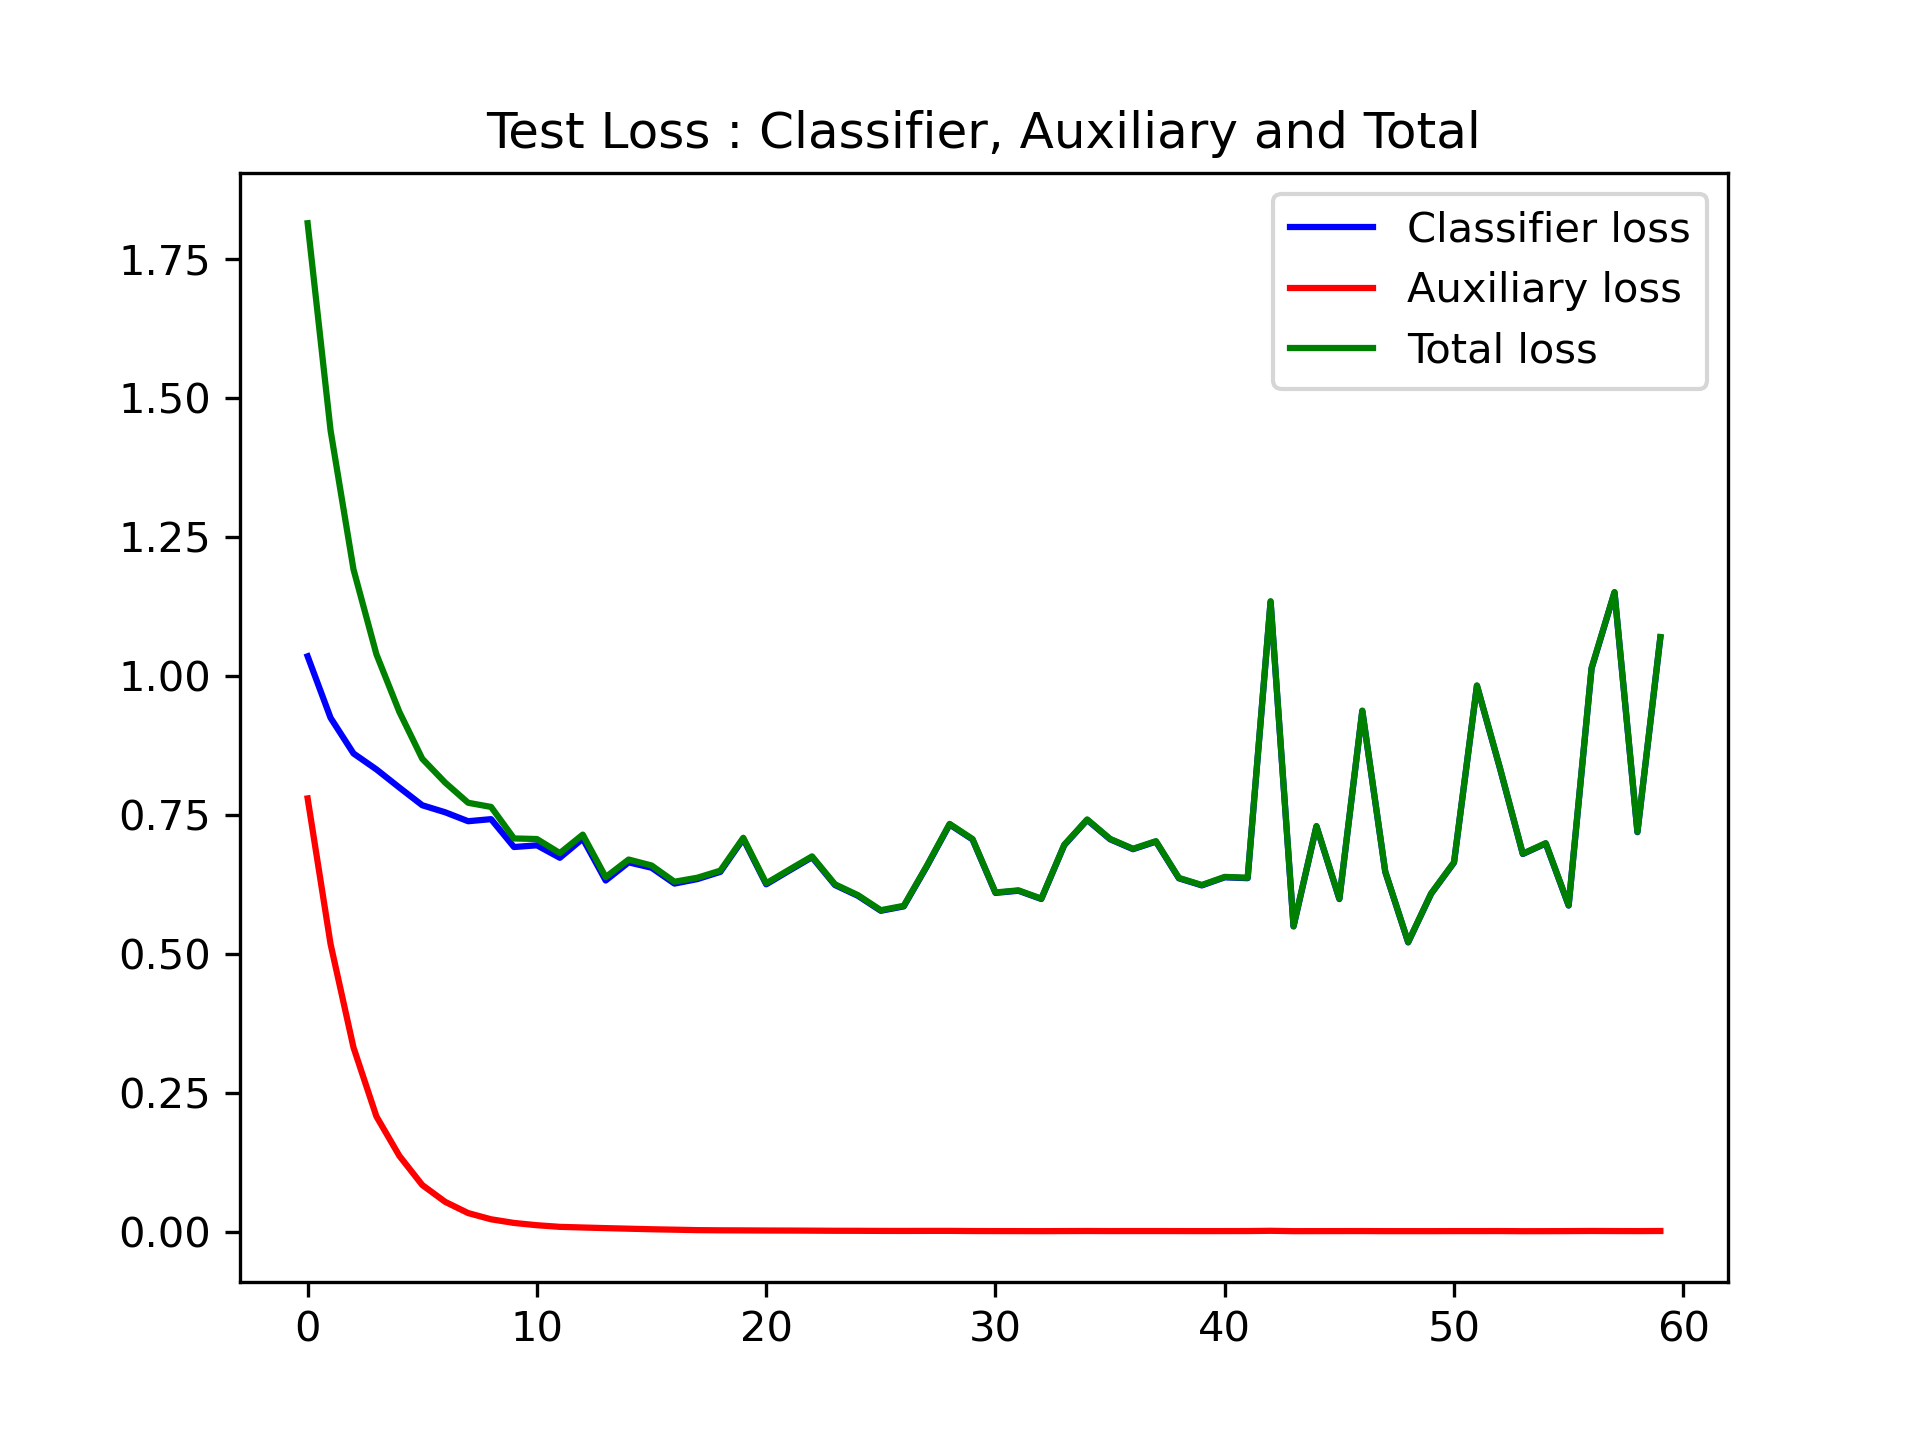 Test Loss : Classifier, Auxiliary and Total
Classifier loss
Auxiliary loss
Total loss
1.75
1.50
1.25
1.00
0.75
0.50
0.25
0.00
0 10 20 30 40 50 60